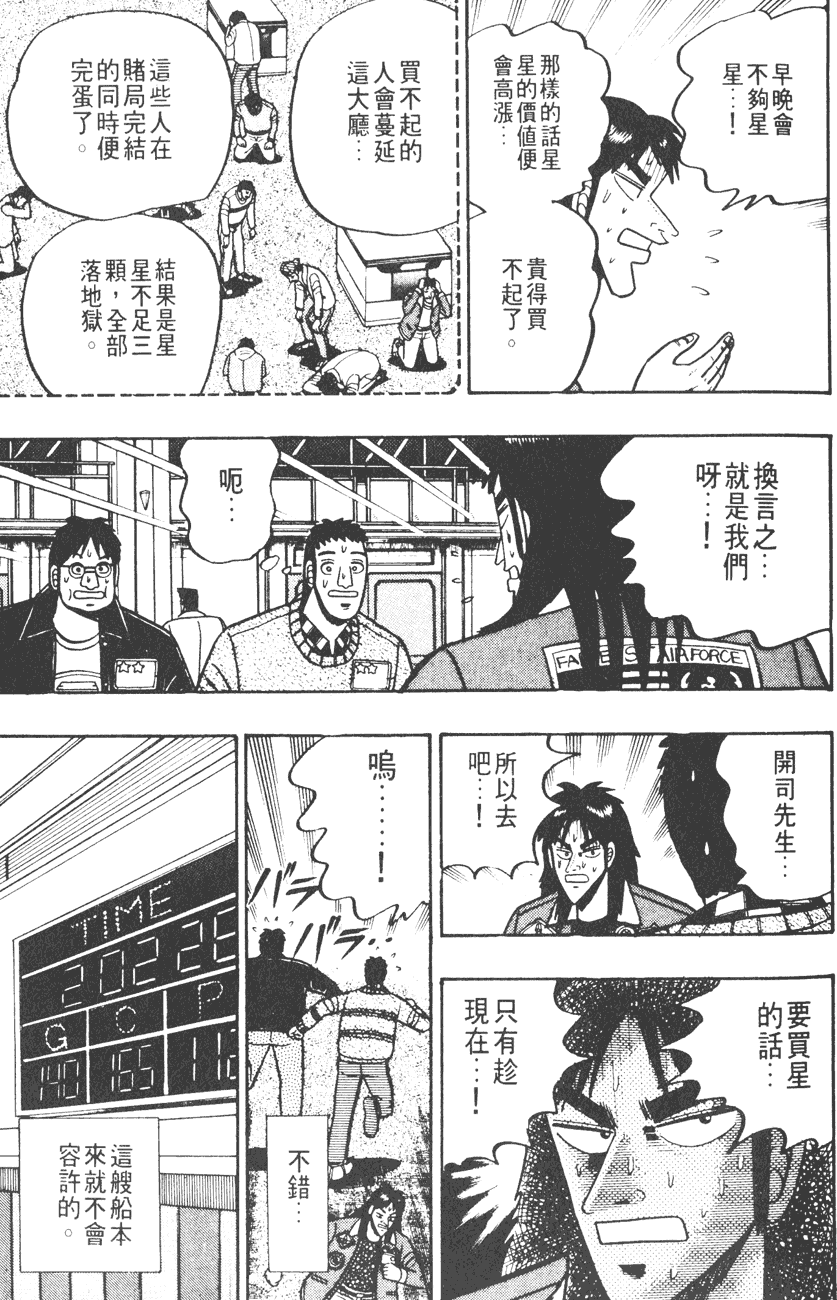 早晚會
不夠星
星…！
那樣的話星
星的價值便
會高漲…
貴得買
不起了。
買不起的
人會蔓延
這大廳…
這些人在
賭局完結
的同時便
完蛋了。
結果是星
星不足三
顆，全部
落地獄。
換言之…
就是我們
呀…！
呃…
開司先生…
所以去
吧…！
要買星
的話…
只有趁
現在…！
嗚……！
不錯…
TIME
G
C
P
140
165
這艘船本
來就不會
容許的。